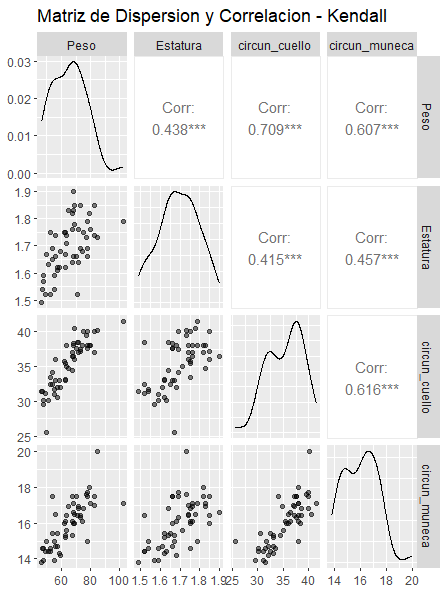 Matriz de Dispersion y Correlacion - Kendall
Peso Estatura circun_cuello circun_muneca
0.03
0.02
0.01
0.00
Corr:
0.438***
Corr:
0.709***
Corr:
0.607***
Peso
1.9
1.8
1.7
1.6
1.5
Corr:
0.415***
Corr:
0.457***
Estatura
40
35
30
25
Corr:
0.616***
circun_cuello
20
18
16
14
circun_muneca
60 80 100 1.5 1.6 1.7 1.8 1.9 25 30 35 40 14 16 18 20